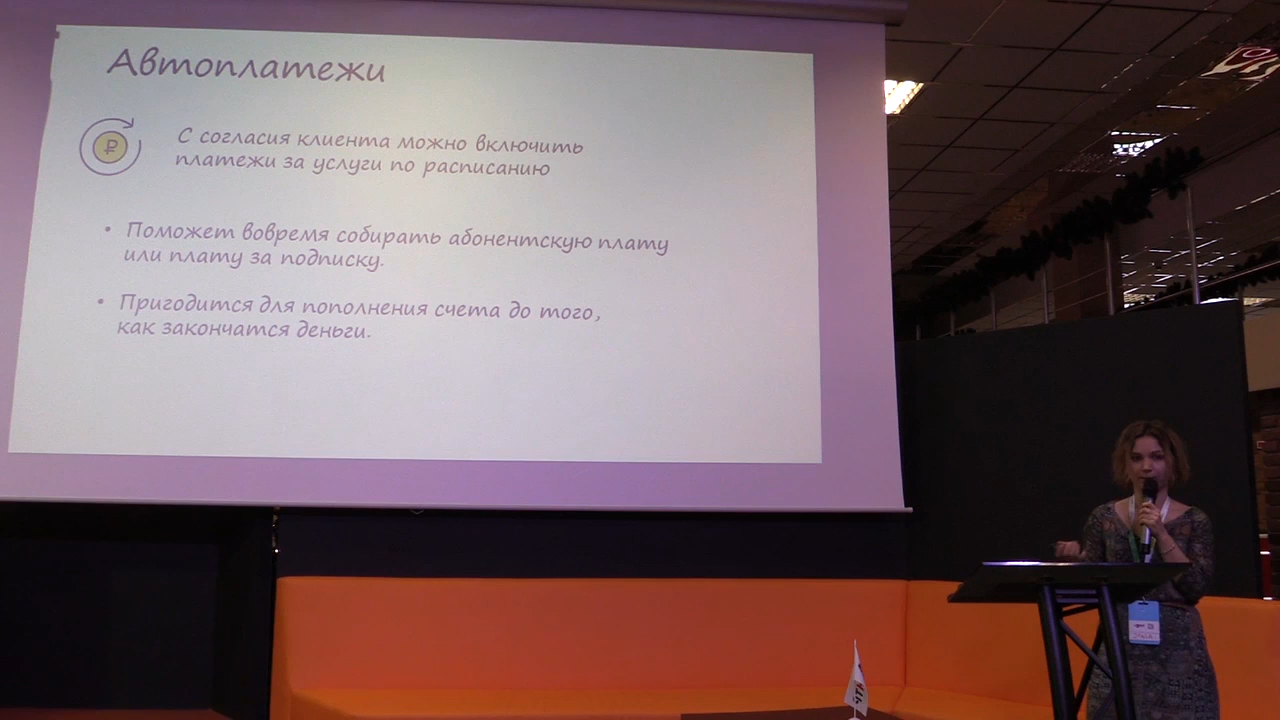 Автоплатежи
₽
С согласия клиента можно включить
платежи за услуги по расписанию
• Поможет вовремя собирать абонентскую плату
или плату за подписку.
• Пригодится для пополнения счета до того,
как закончатся деньги.